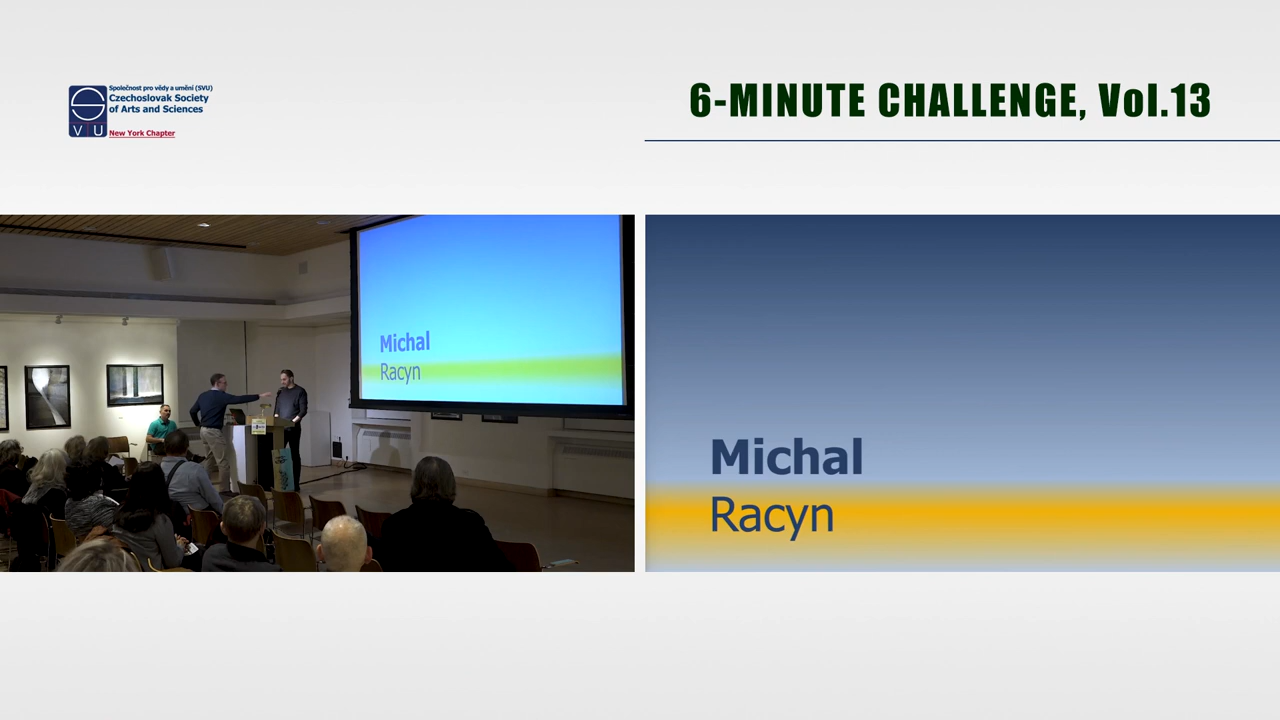 Společnost pro vědy a umění (SVU)
Czechoslovak Society
of Arts and Sciences
V U
New York Chapter
6-MINUTE CHALLENGE, Vol.13
Michal
Racyn
Michal
Racyn